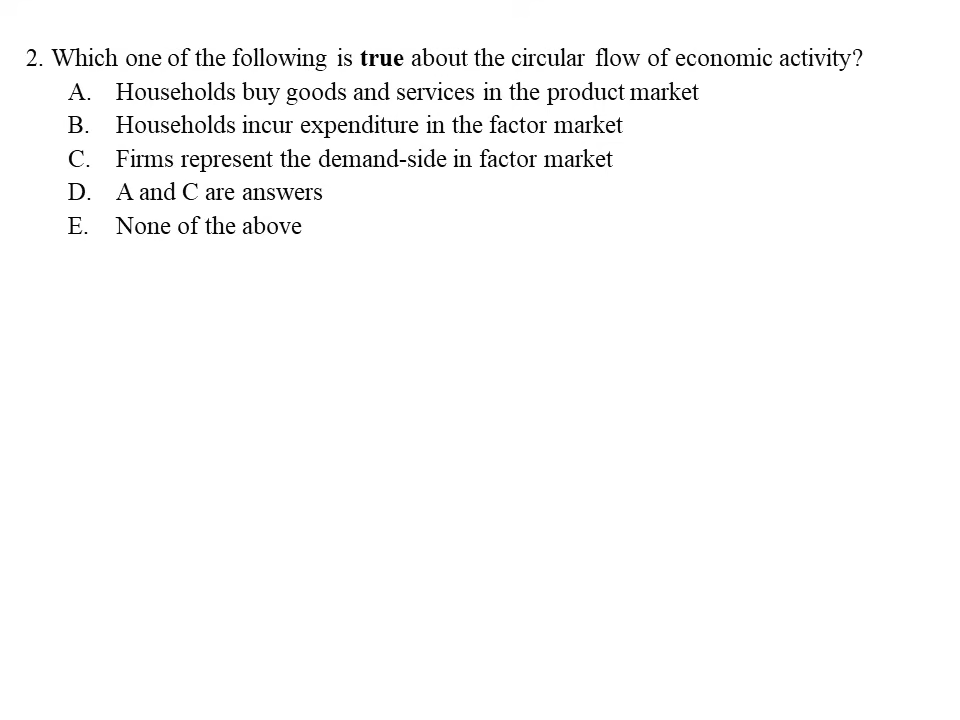 2. Which one of the following is true about the circular flow of economic activity?
A. Households buy goods and services in the product market
B. Households incur expenditure in the factor market
C. Firms represent the demand-side in factor market
D. A and C are answers
E. None of the above